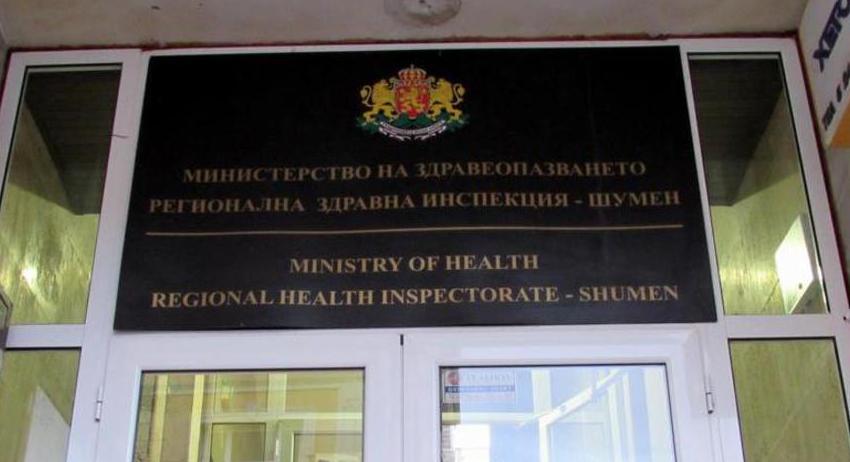 МИНИСТЕРСТВО НА ЗДРАВЕОПАЗВАНЕТО
РЕГИОНАЛНА ЗДРАВНА ИНСПЕКЦИЯ - ШУМЕН
MINISTRY OF HEALTH
REGIONAL HEALTH INSPECTORATE - SHUMEN